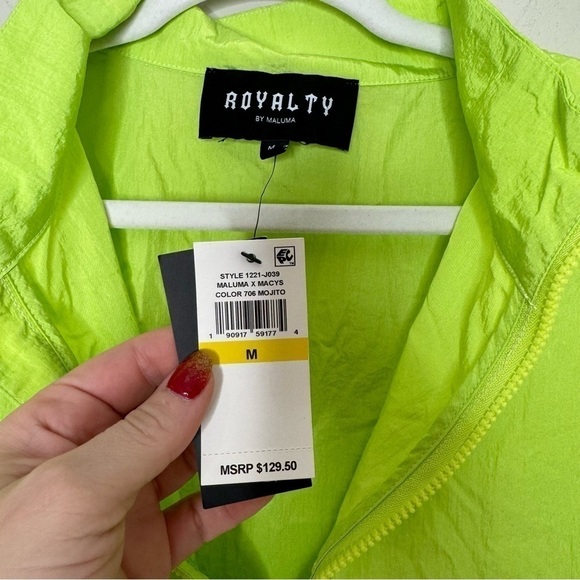 ROYALTY
BY MALUMA
M
STYLE 1221-J039
MALUMA X MACYS
COLOR 706 MOJITO
1 90917 59177 4
M
MSRP $129.50